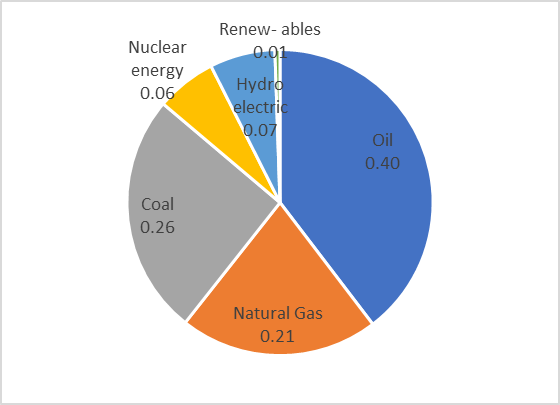 Renew- ables
0.01
Nuclear
energy
0.06
Hydro
electric
0.07
Oil
0.40
Coal
0.26
Natural Gas
0.21